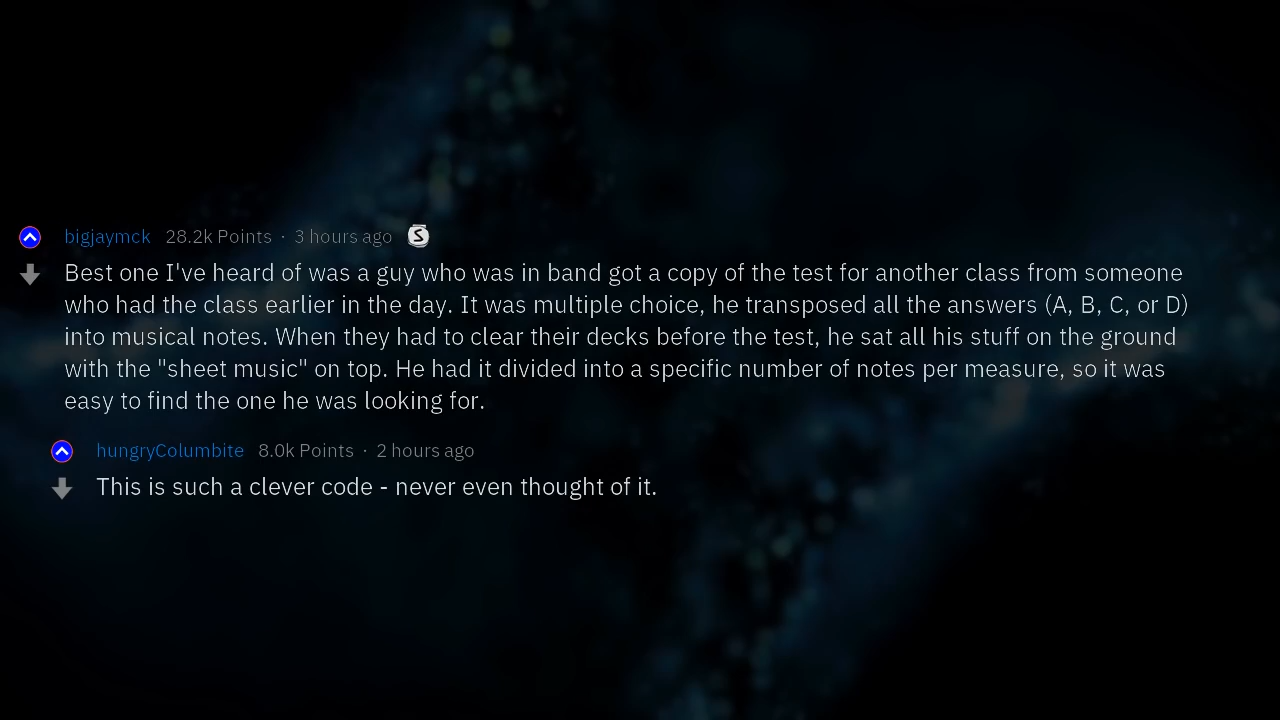 bigjaymck 28.2k Points · 3 hours ago S
Best one I've heard of was a guy who was in band got a copy of the test for another class from someone
who had the class earlier in the day. It was multiple choice, he transposed all the answers (A, B, C, or D)
into musical notes. When they had to clear their decks before the test, he sat all his stuff on the ground
with the "sheet music" on top. He had it divided into a specific number of notes per measure, so it was
easy to find the one he was looking for.
hungryColumbite 8.0k Points · 2 hours ago
This is such a clever code - never even thought of it.